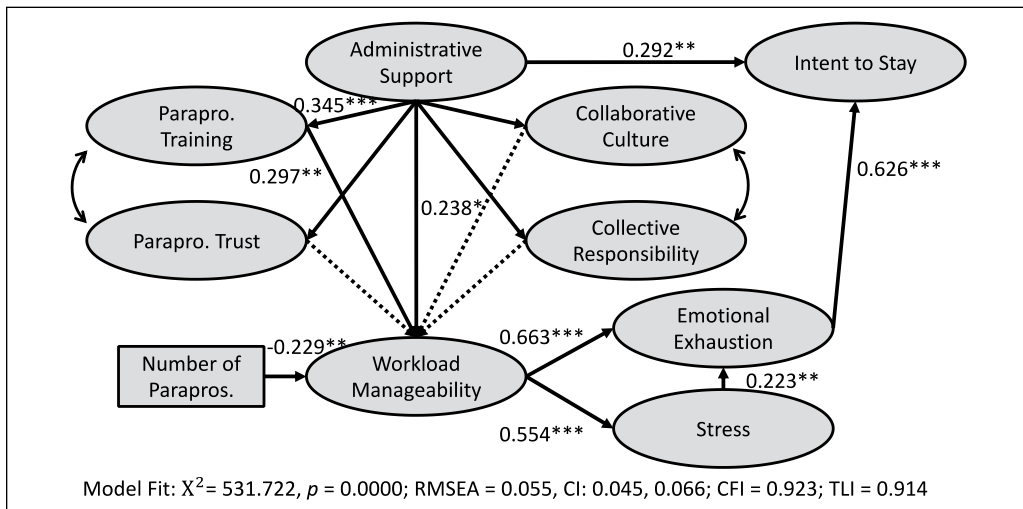 Administrative
Support
0.292**
Intent to Stay
0.345***
Parapro.
Training
Collaborative
Culture
0.297**
0.626***
0.238*
Parapro. Trust
Collective
Responsibility
Emotional
Exhaustion
0.663***
-0.229**
Number of
Parapros.
Workload
Manageability
0.223**
0.554***
Stress
Model Fit: X²= 531.722, p = 0.0000; RMSEA = 0.055, CI: 0.045, 0.066; CFI = 0.923; TLI = 0.914